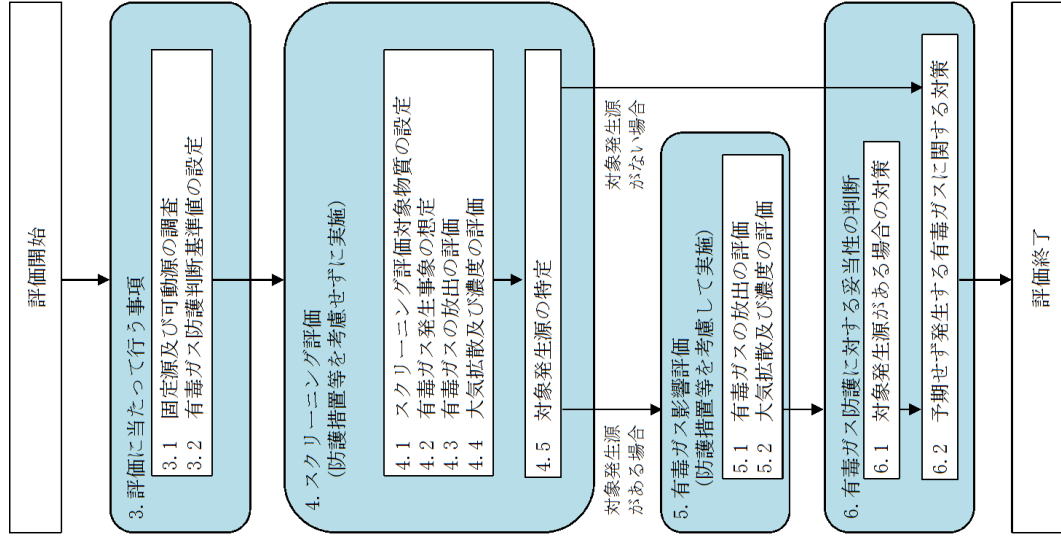 評価開始
3. 評価に当たって行う事項
3.1 固定源及び可動源の調査
3.2 有毒ガス防護判断基準値の設定
4. スクリーニング評価
(防護措置等を考慮せずに実施)
4.1 スクリーニング評価対象物質の設定
4.2 有毒ガス発生事象の想定
4.3 有毒ガスの放出の評価
4.4 大気拡散及び濃度の評価
4.5 対象発生源の特定
対象発生源
がある場合
対象発生源
がない場合
5. 有毒ガス影響評価
(防護措置等を考慮して実施)
5.1 有毒ガスの放出の評価
5.2 大気拡散及び濃度の評価
6. 有毒ガス防護に対する妥当性の判断
6.1 対象発生源がある場合の対策
6.2 予期せず発生する有毒ガスに関する対策
評価終了